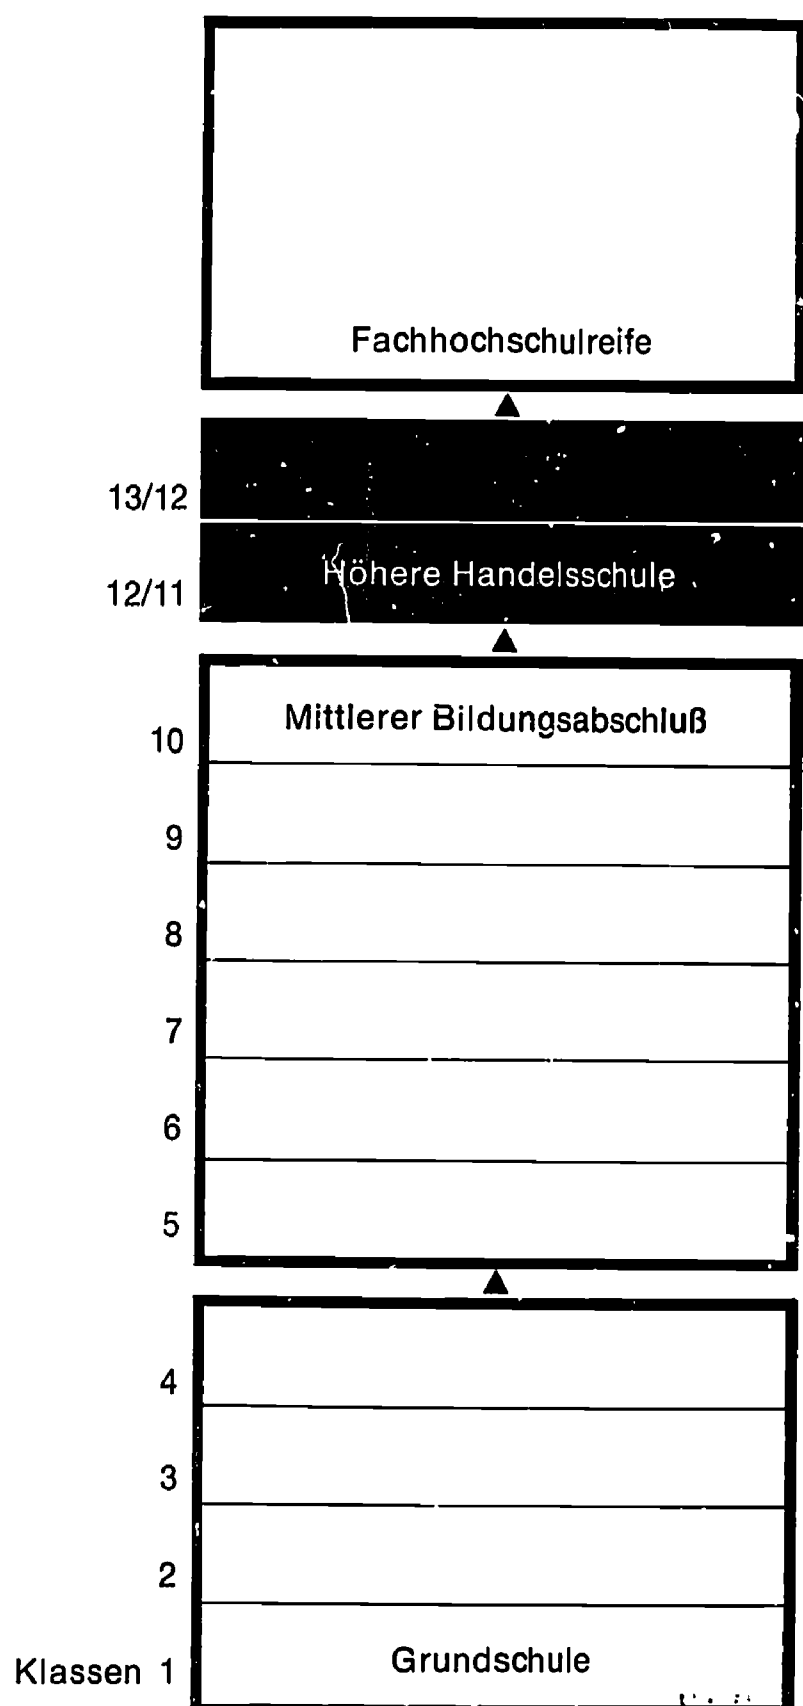 Fachhochschulreife
13/12
Höhere Handelsschule
12/11
Mittlerer Bildungsabschluß
10
9
8
7
6
5
4
3
2
Grundschule
Klassen 1